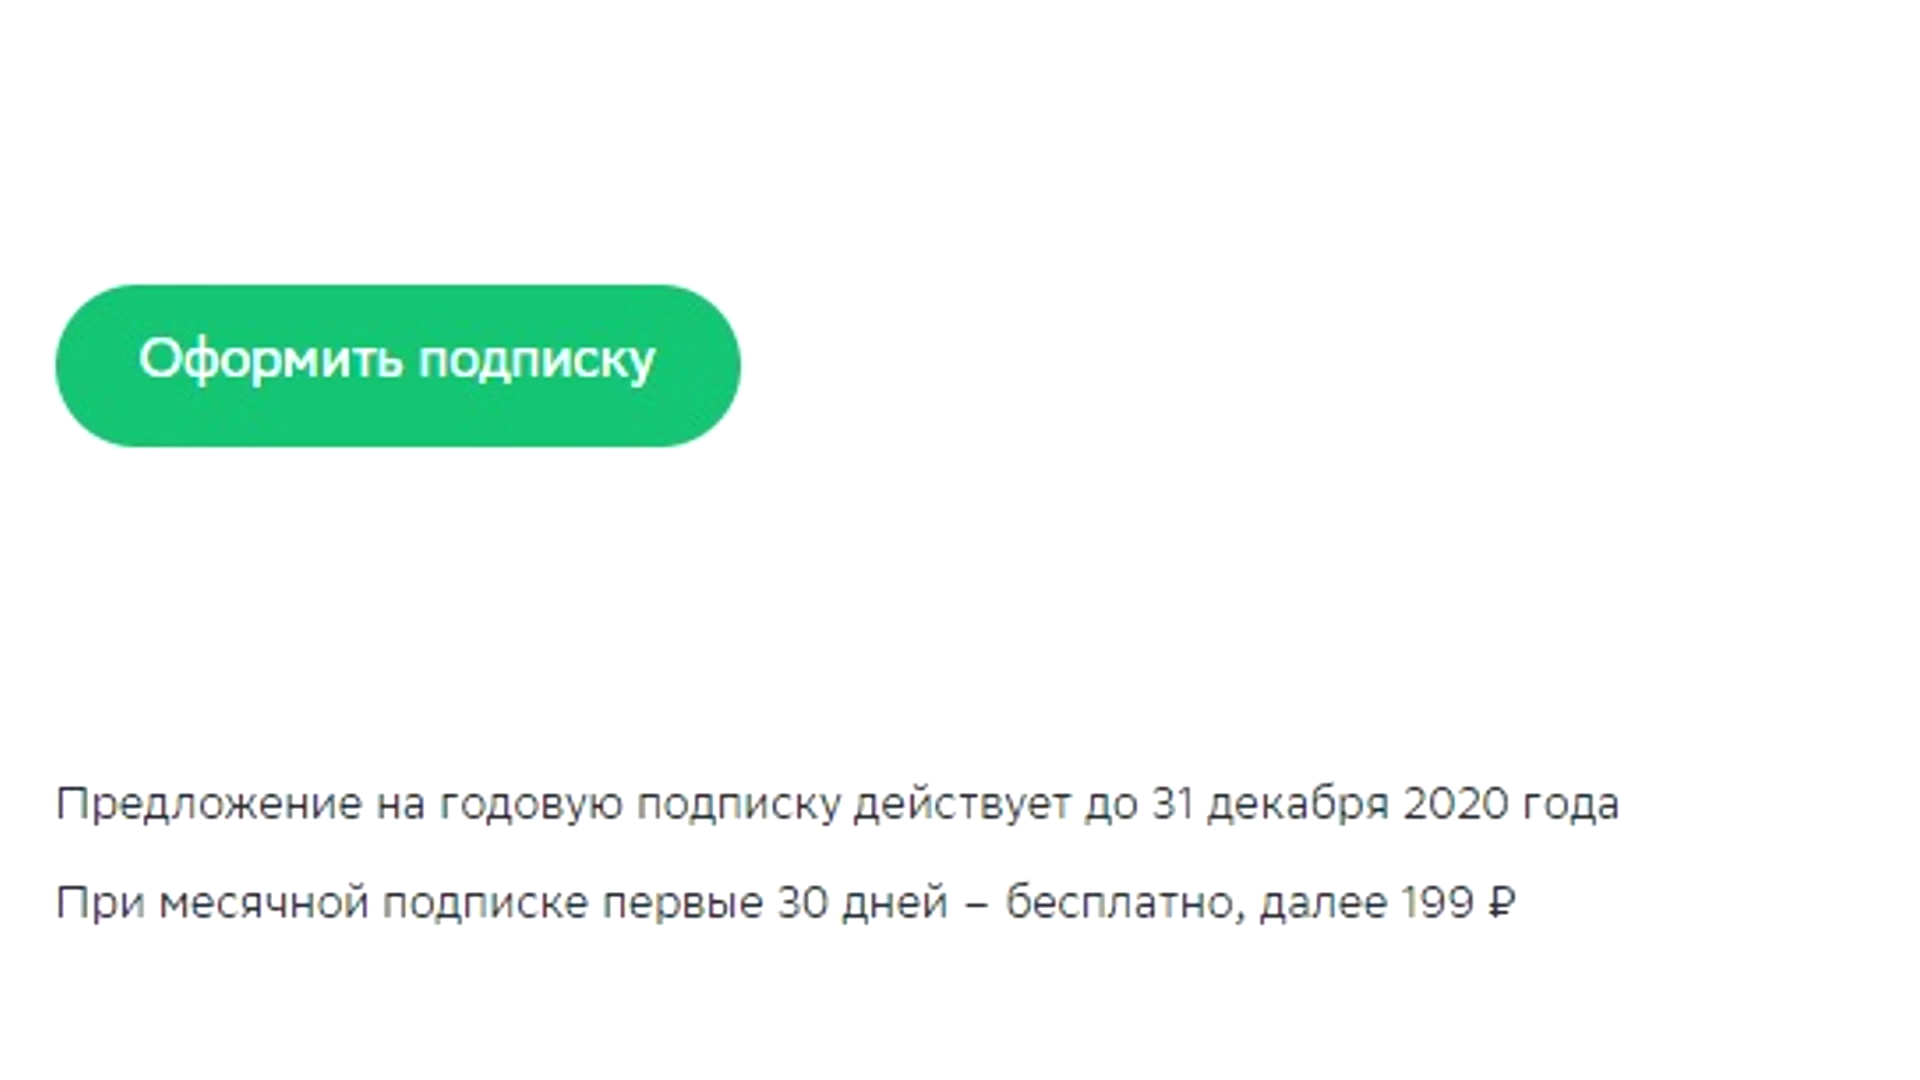 Оформить подписку
Предложение на годовую подписку действует до 31 декабря 2020 года
При месячной подписке первые 30 дней – бесплатно, далее 199 ₽